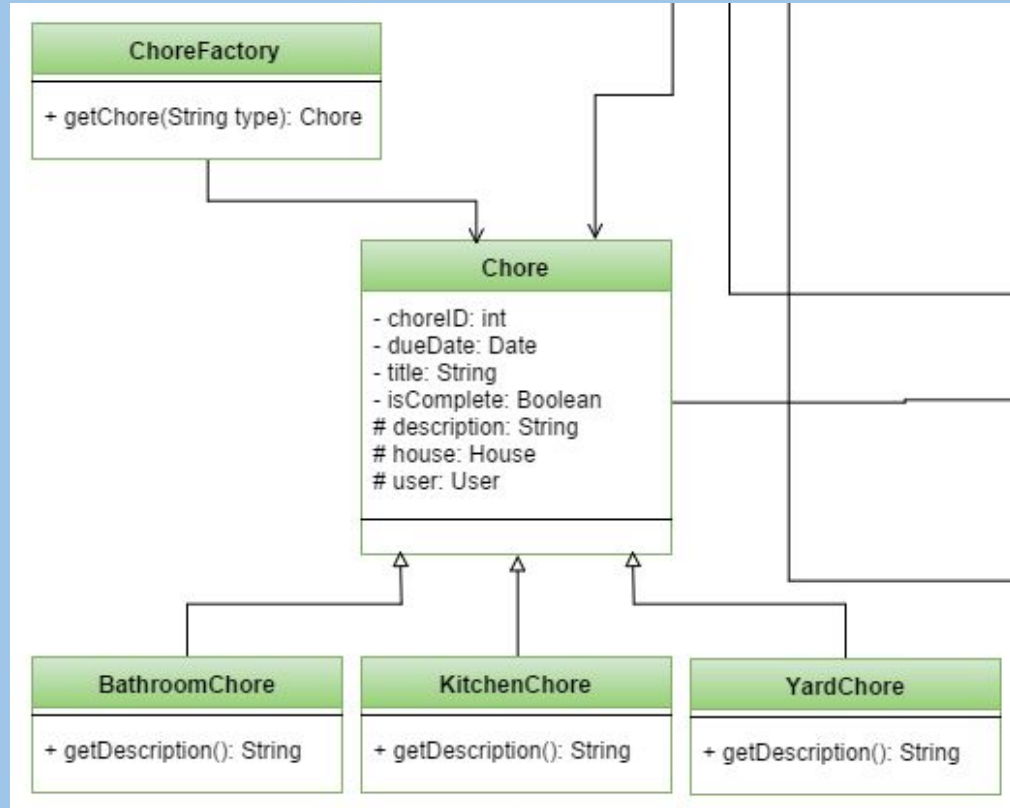 ChoreFactory
+ getChore(String type): Chore
Chore
- choreID: int
- dueDate: Date
- title: String
- isComplete: Boolean
# description: String
# house: House
# user: User
BathroomChore
+ getDescription(): String
KitchenChore
+ getDescription(): String
YardChore
+ getDescription(): String